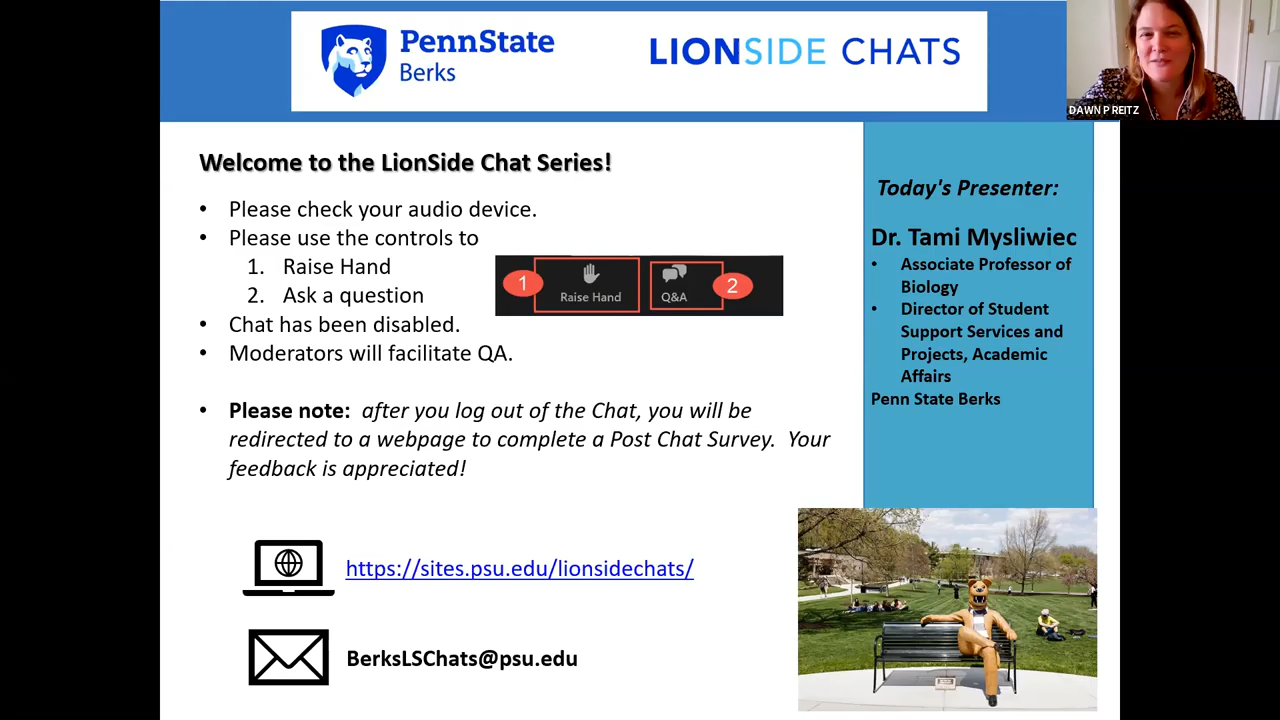 PennState
Berks
LIONSIDE CHATS
DAWN P REITZ
Welcome to the LionSide Chat Series!
• Please check your audio device.
• Please use the controls to
1. Raise Hand
2. Ask a question
1
Raise Hand
Q&A
2
• Chat has been disabled.
• Moderators will facilitate QA.
• Please note: after you log out of the Chat, you will be
redirected to a webpage to complete a Post Chat Survey. Your
feedback is appreciated!
https://sites.psu.edu/lionsidechats/
BerksLSChats@psu.edu
Today's Presenter:
Dr. Tami Mysliwiec
• Associate Professor of
Biology
• Director of Student
Support Services and
Projects, Academic
Affairs
Penn State Berks